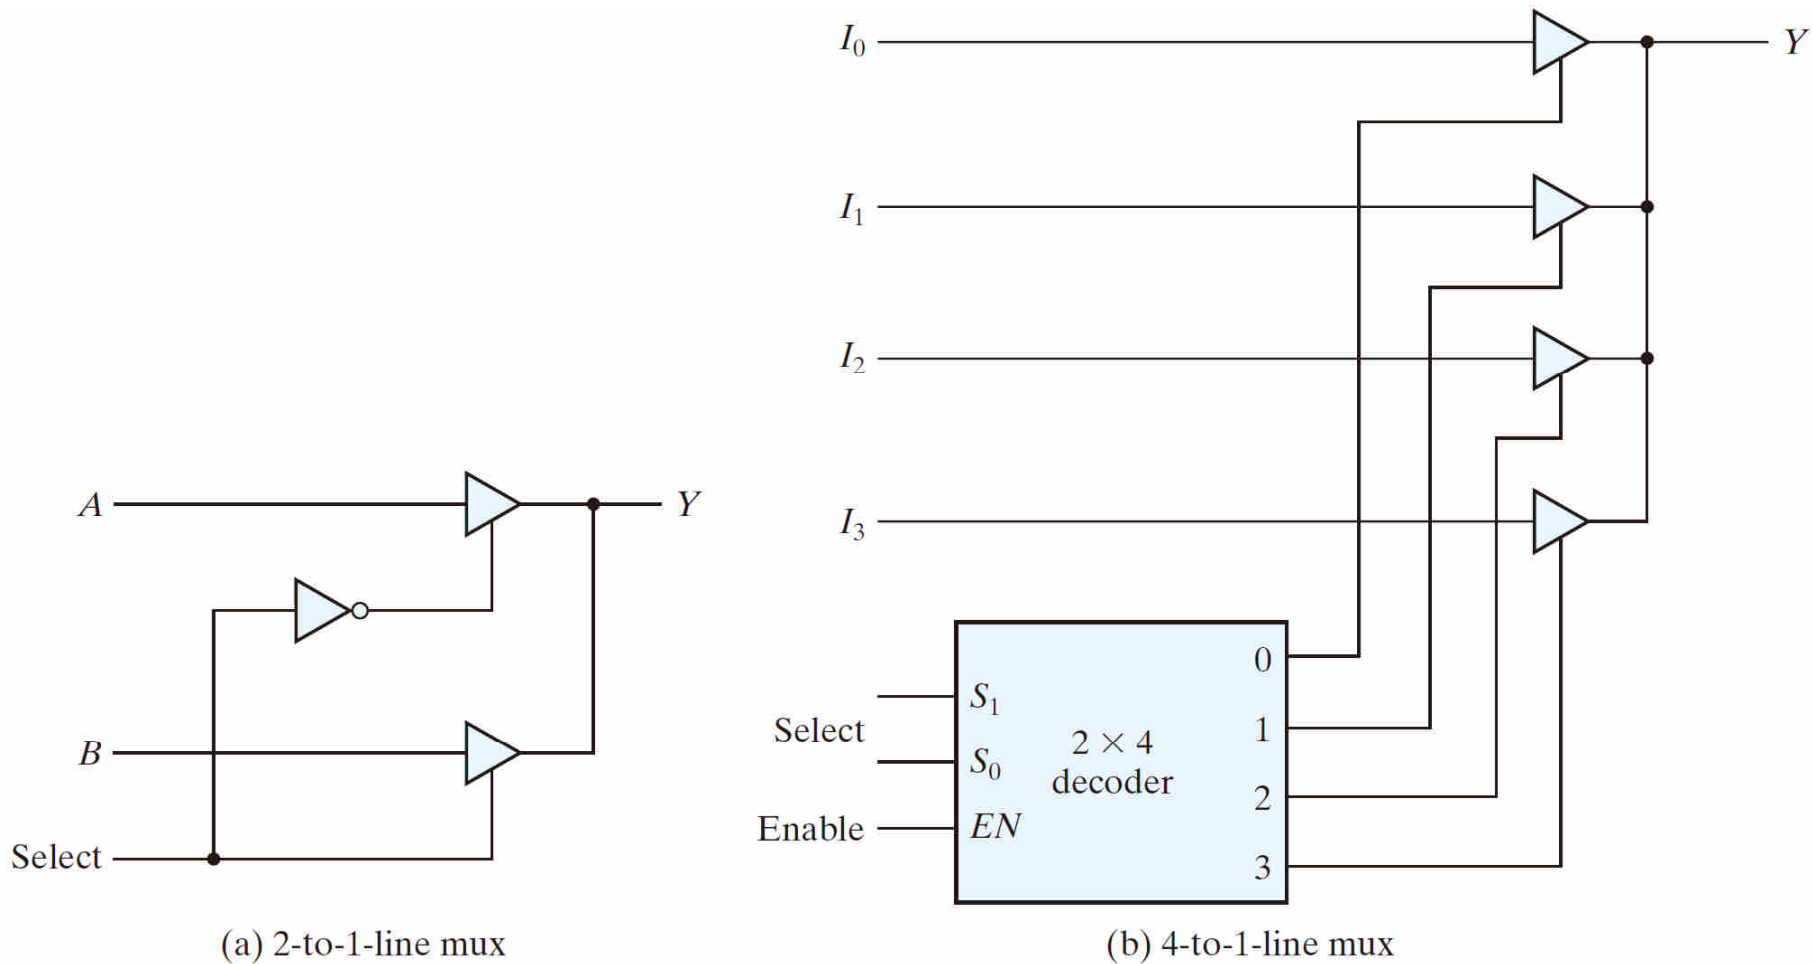 A
Y
B
Select
(a) 2-to-1-line mux
I₀
Y
I₁
I₂
I₃
Select
Enable
S₁
S₀
EN
2 × 4
decoder
0
1
2
3
(b) 4-to-1-line mux